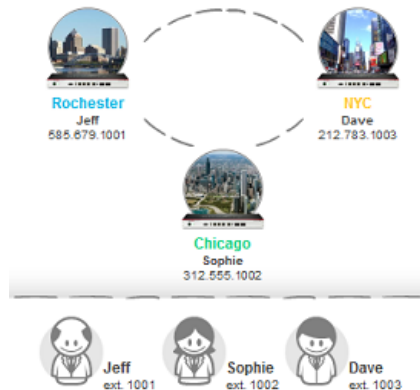 Rochester
Jeff
585.679.1001
NYC
Dave
212.783.1003
Chicago
Sophie
312.555.1002
Jeff
ext. 1001
Sophie
ext. 1002
Dave
ext. 1003